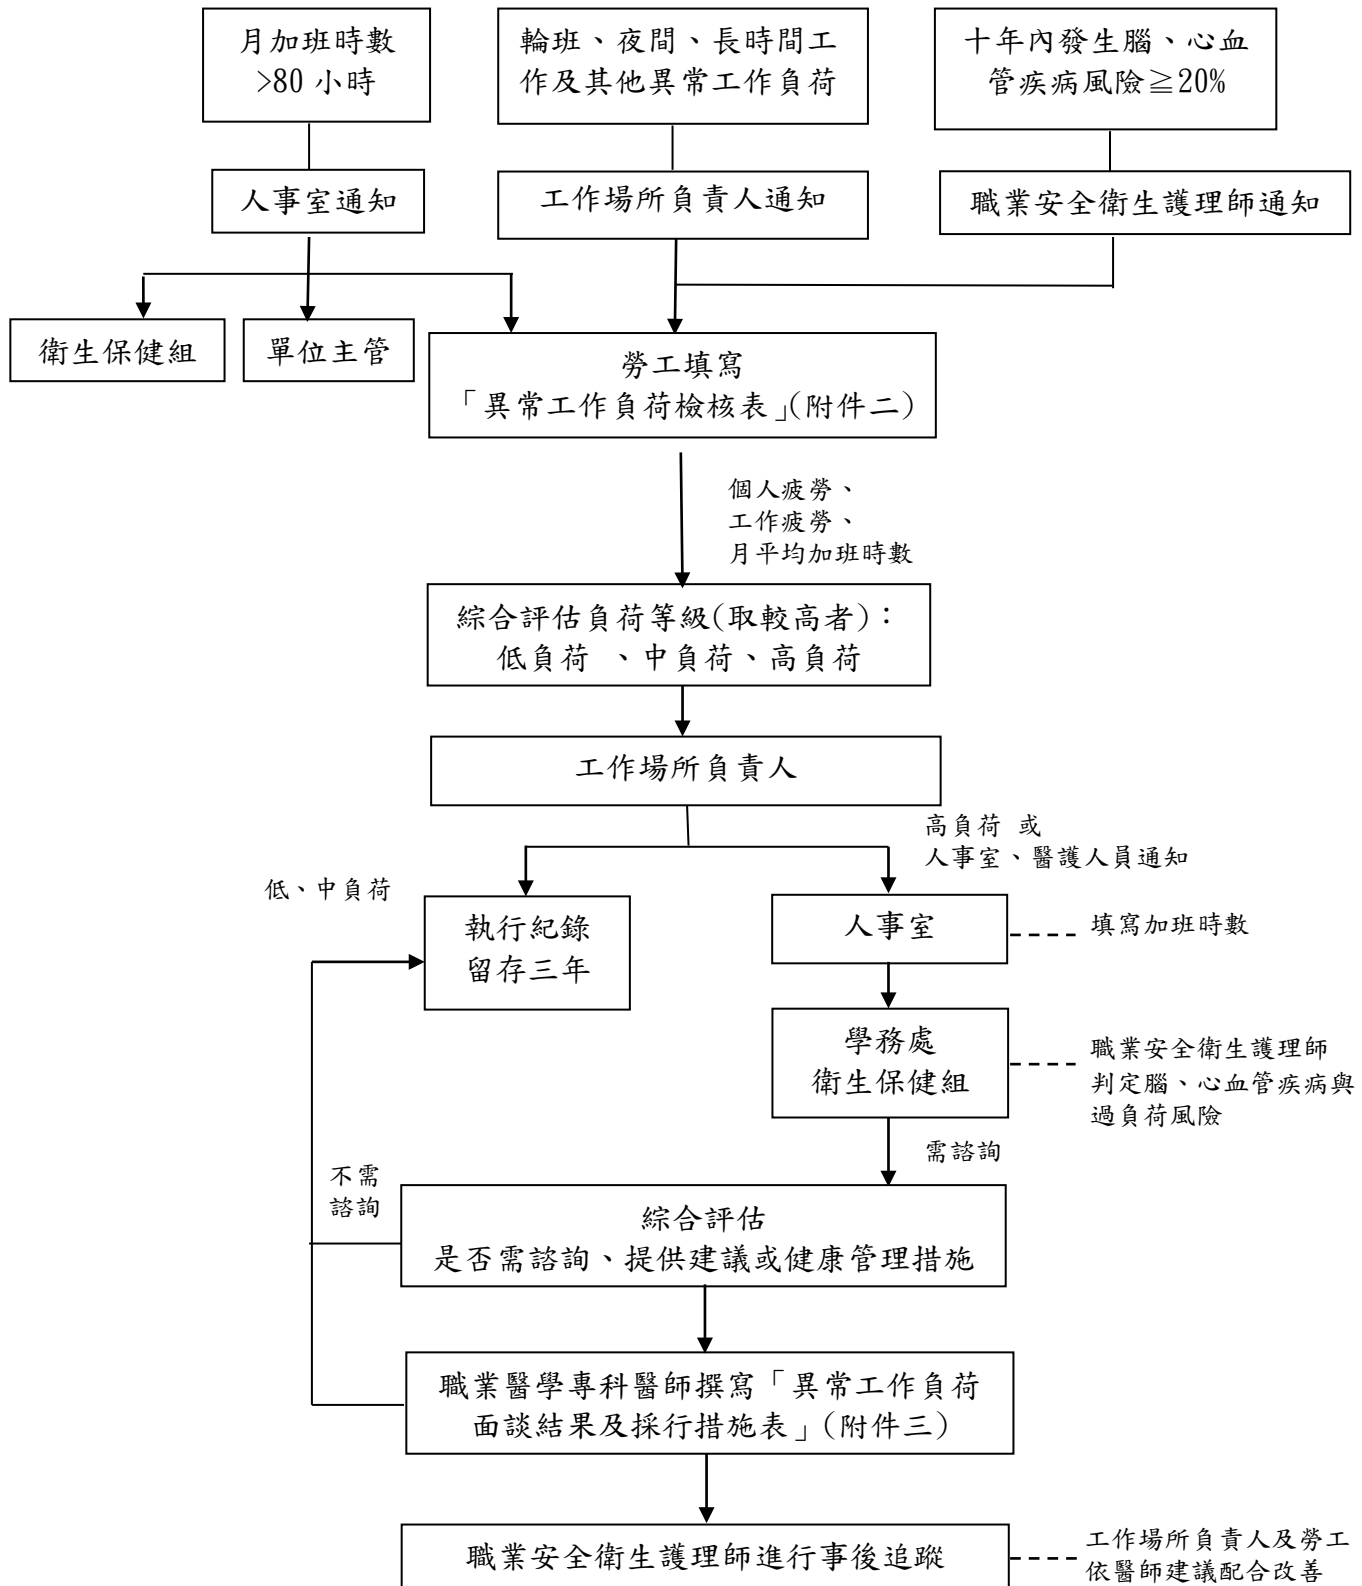 月加班時數
>80 小時
輪班、夜間、長時間工
作及其他異常工作負荷
十年內發生腦、心血
管疾病風險≧20%
人事室通知
工作場所負責人通知
職業安全衛生護理師通知
衛生保健組
單位主管
勞工填寫
「異常工作負荷檢核表」(附件二)
個人疲勞、
工作疲勞、
月平均加班時數
綜合評估負荷等級(取較高者)：
低負荷 、中負荷、高負荷
工作場所負責人
高負荷 或
人事室、醫護人員通知
低、中負荷
執行紀錄
留存三年
人事室
填寫加班時數
學務處
衛生保健組
職業安全衛生護理師
判定腦、心血管疾病與
過負荷風險
需諮詢
不需
諮詢
綜合評估
是否需諮詢、提供建議或健康管理措施
職業醫學專科醫師撰寫「異常工作負荷
面談結果及採行措施表」(附件三)
職業安全衛生護理師進行事後追蹤
工作場所負責人及勞工
依醫師建議配合改善